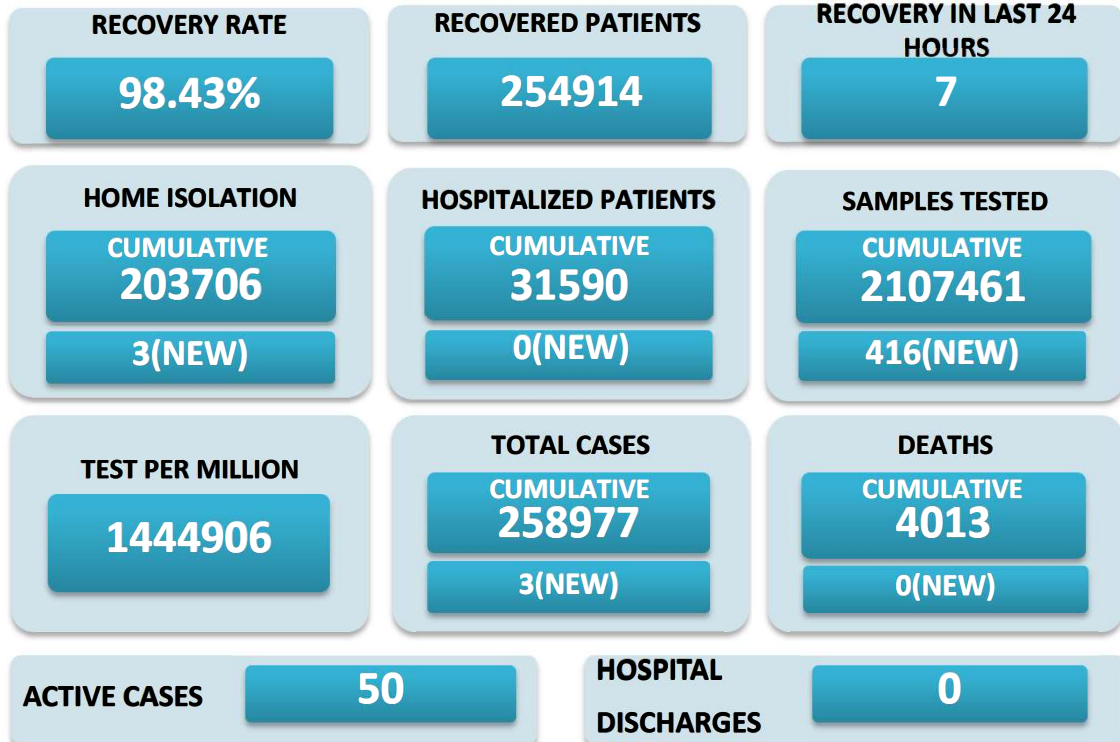 RECOVERY RATE
98.43%
RECOVERED PATIENTS
254914
RECOVERY IN LAST 24
HOURS
7
HOME ISOLATION
CUMULATIVE
203706
3(NEW)
HOSPITALIZED PATIENTS
CUMULATIVE
31590
0(NEW)
SAMPLES TESTED
CUMULATIVE
2107461
416(NEW)
TEST PER MILLION
1444906
TOTAL CASES
CUMULATIVE
258977
3(NEW)
DEATHS
CUMULATIVE
4013
0(NEW)
ACTIVE CASES
50
HOSPITAL
DISCHARGES
0